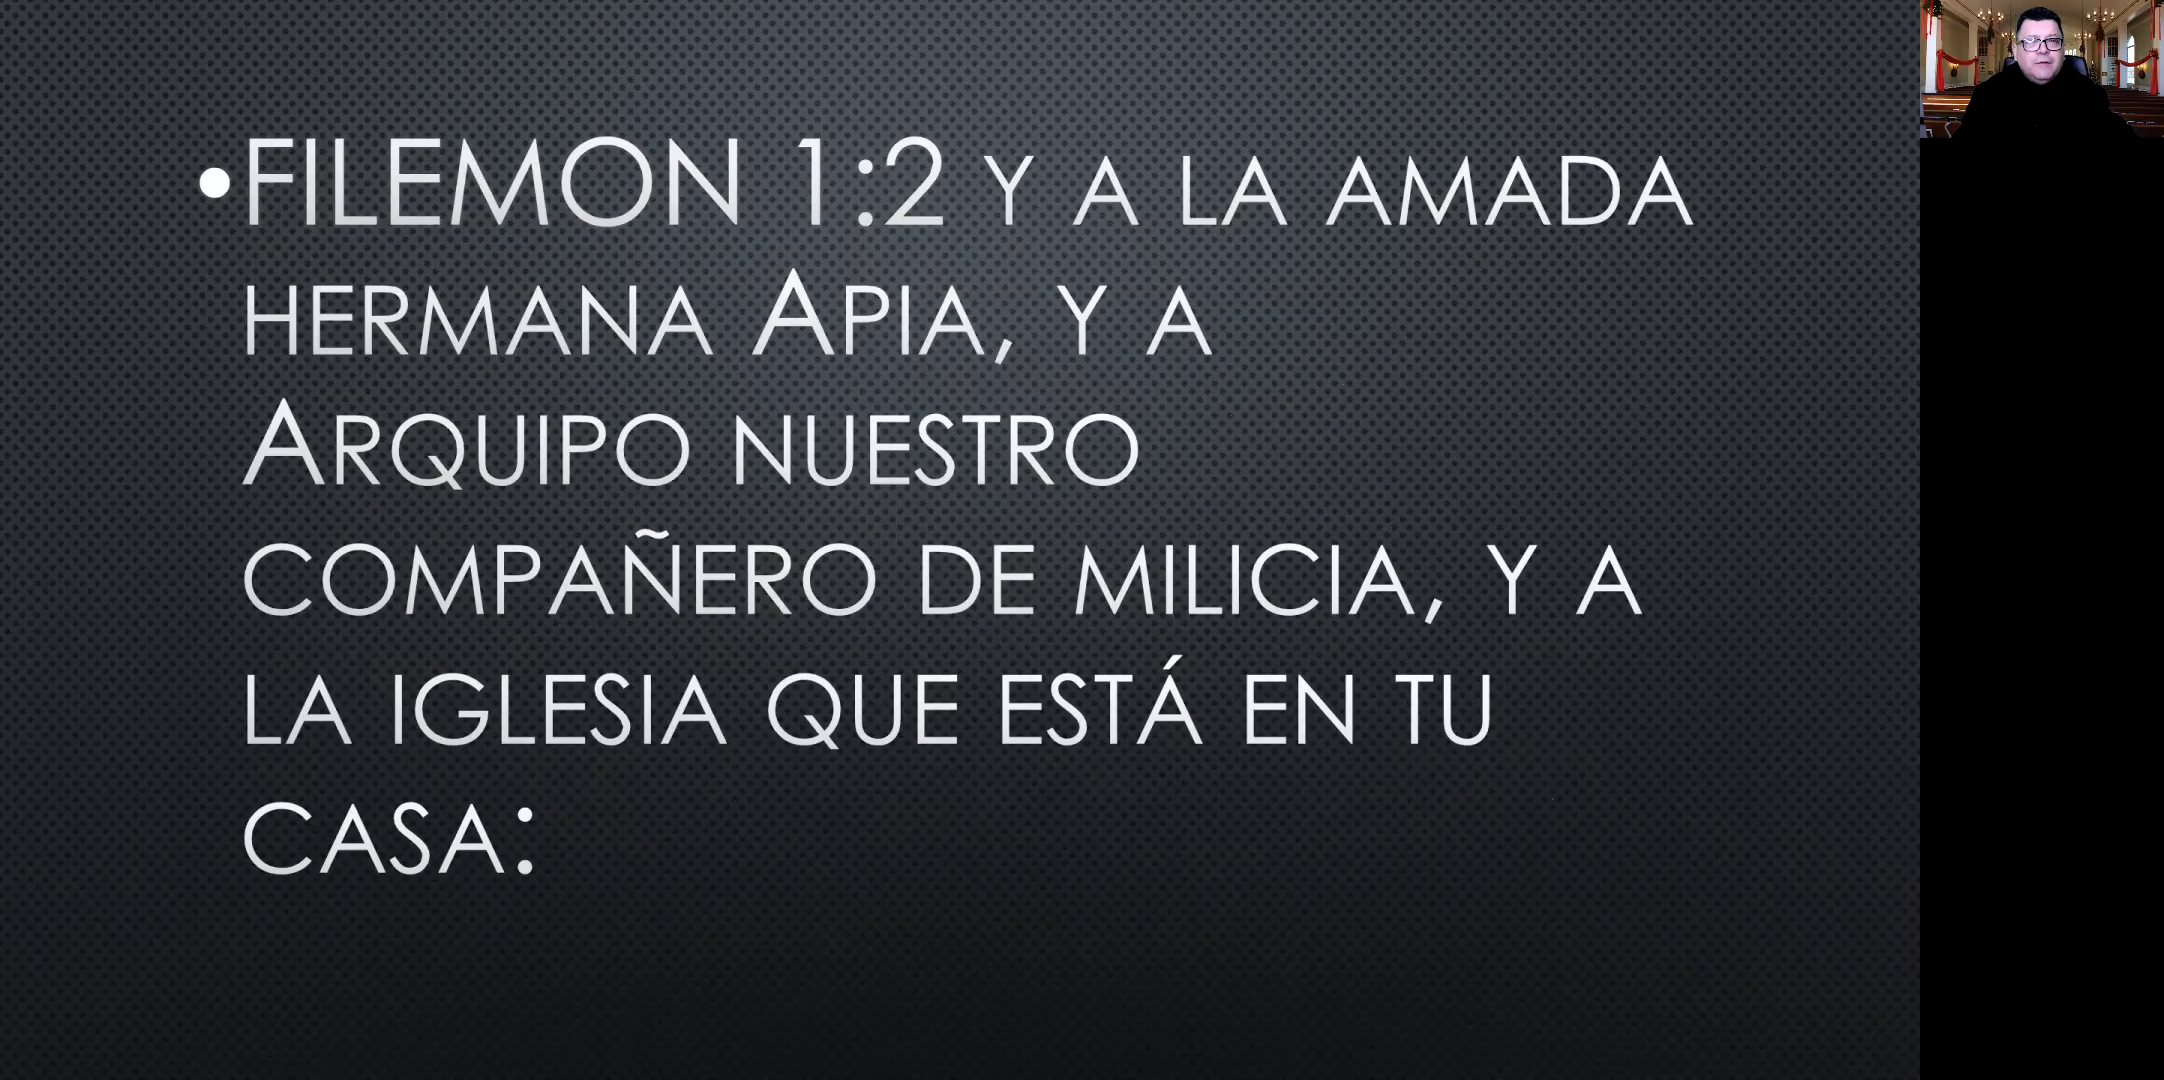 •FILEMON 1:2 Y A LA AMADA
HERMANA APIA, Y A
ARQUIPO NUESTRO
COMPAÑERO DE MILICIA, Y A
LA IGLESIA QUE ESTÁ EN TU
CASA: